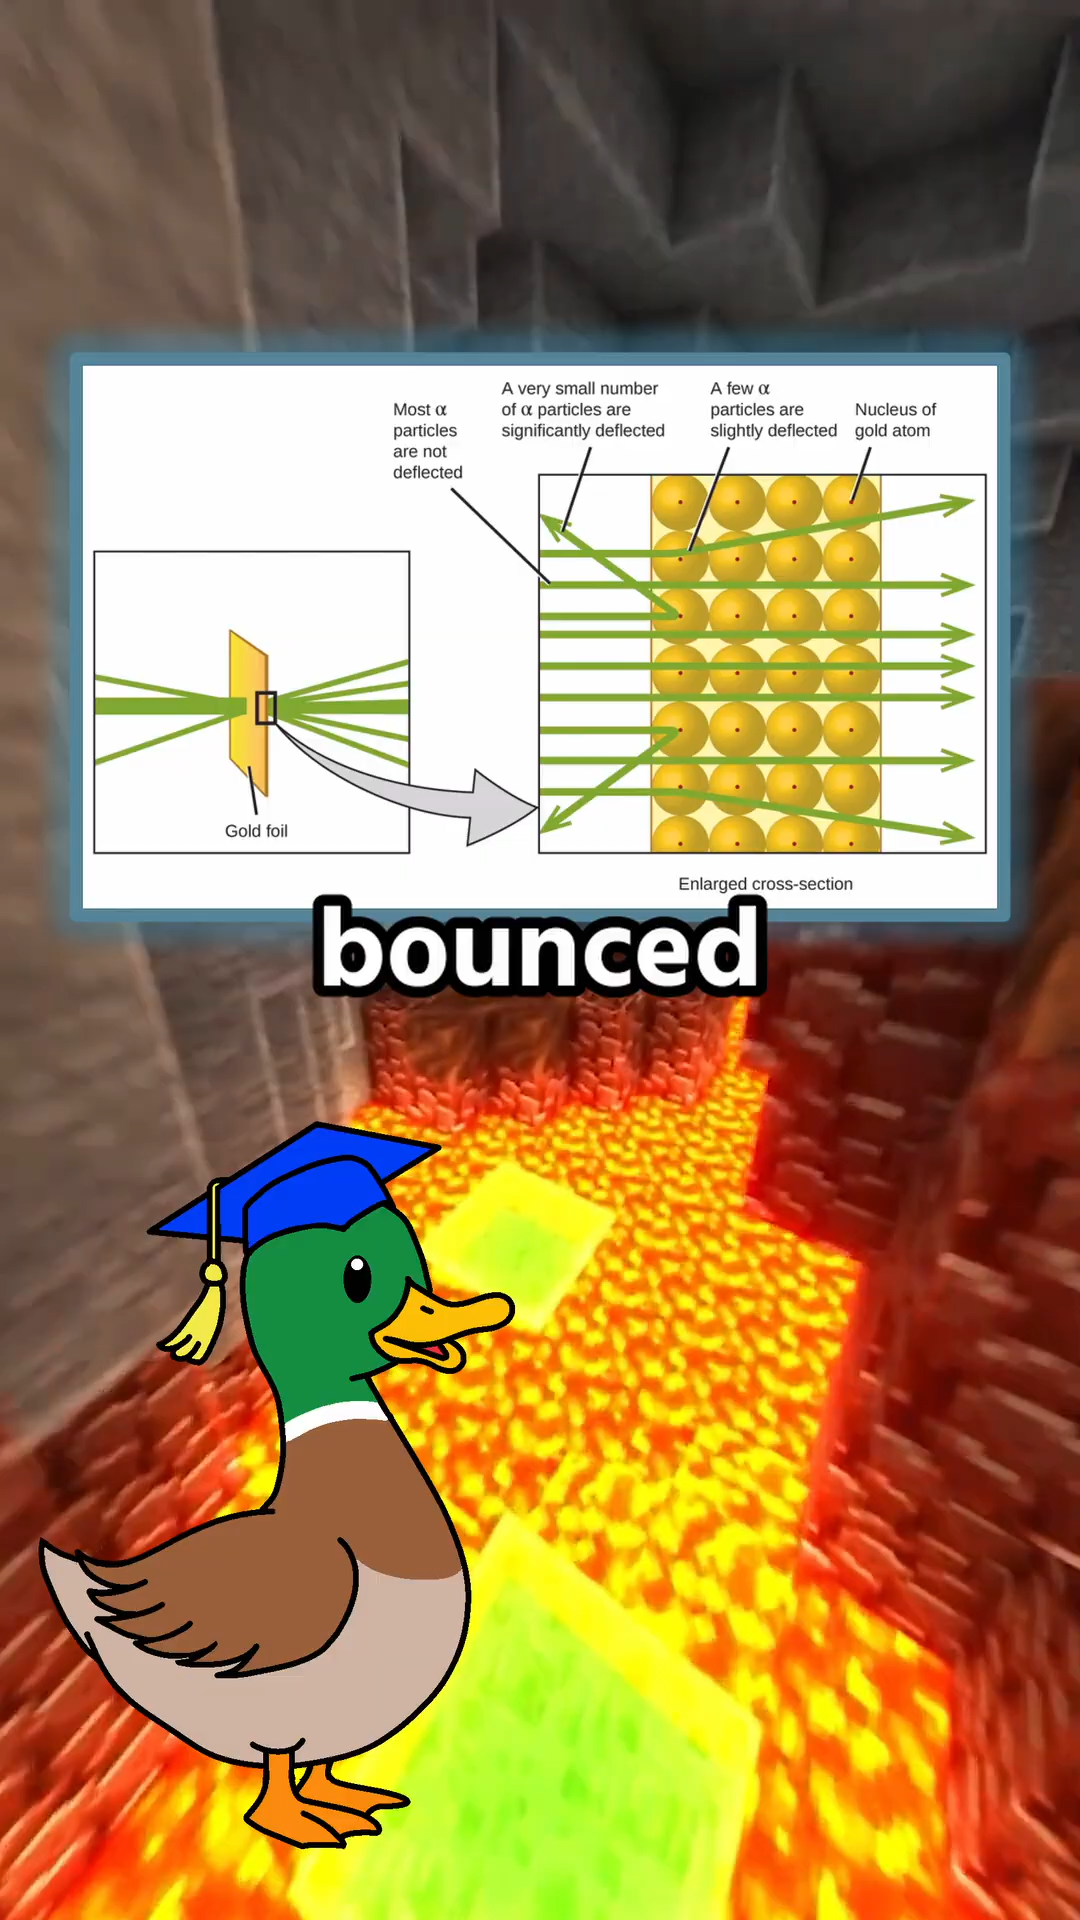 Most α
particles
are not
deflected
A very small number
of α particles are
significantly deflected
A few α
particles are
slightly deflected
Nucleus of
gold atom
Gold foil
Enlarged cross-section
bounced